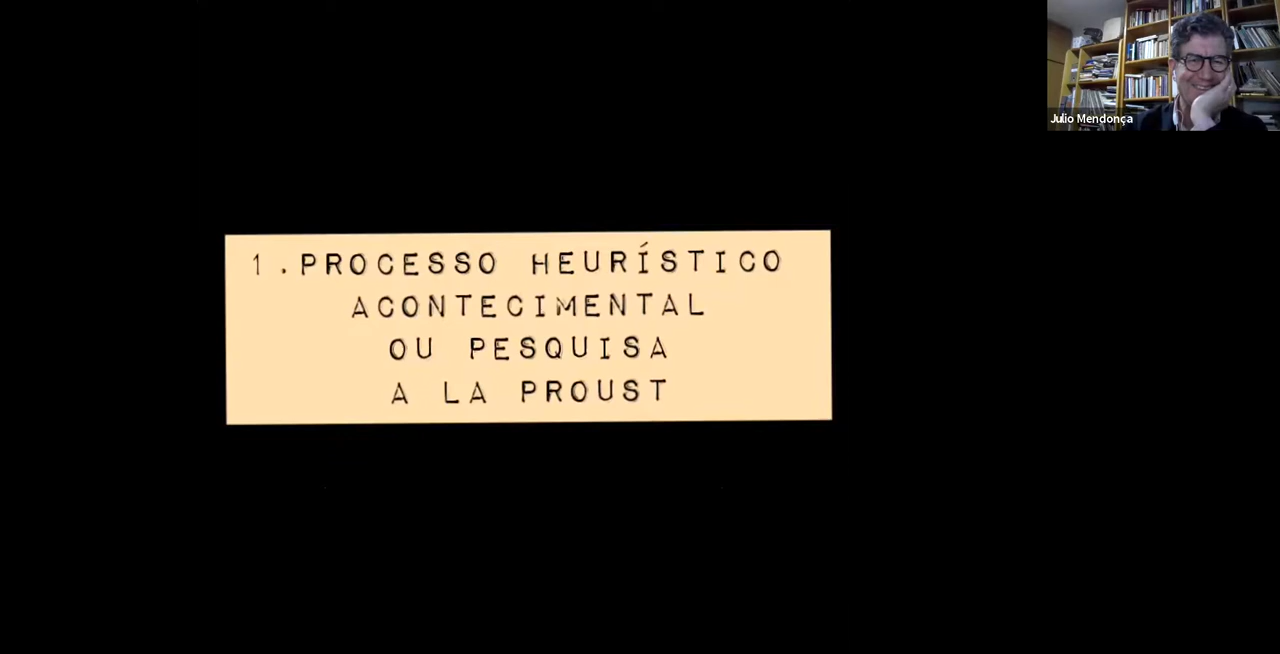 Julio Mendonça
1.PROCESSO HEURÍSTICO
ACONTECIMENTAL
OU PESQUISA
A LA PROUST